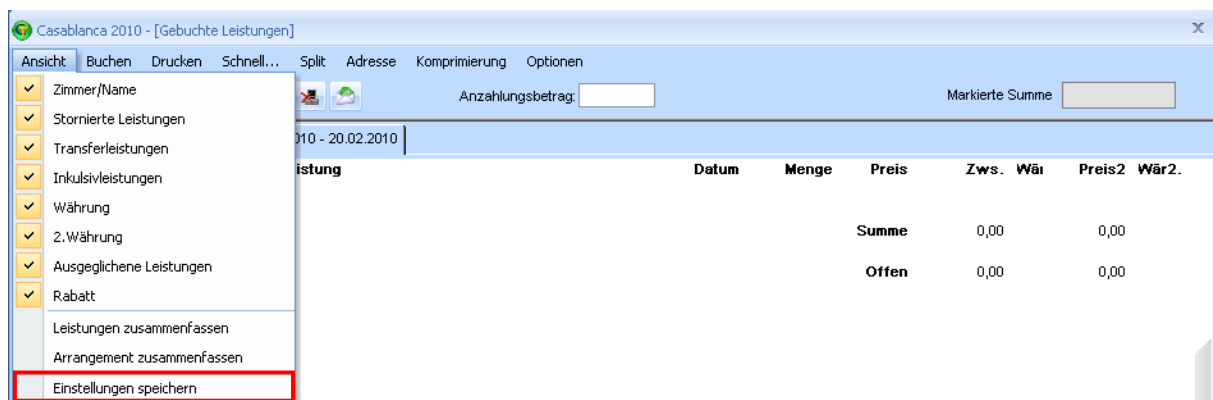 Casablanca 2010 - [Gebuchte Leistungen]
Ansicht Buchen Drucken Schnell... Split Adresse Komprimierung Optionen
Anzahlungsbetrag: Markierte Summe
Zimmer/Name
Stornierte Leistungen
Transferleistungen
Inkulsivleistungen
Währung
2.Währung
Ausgeglichene Leistungen
Rabatt
Leistungen zusammenfassen
Arrangement zusammenfassen
Einstellungen speichern
010 - 20.02.2010
istung Datum Menge Preis Zws. Wäi Preis2 Wär2.
Summe 0,00 0,00
Offen 0,00 0,00